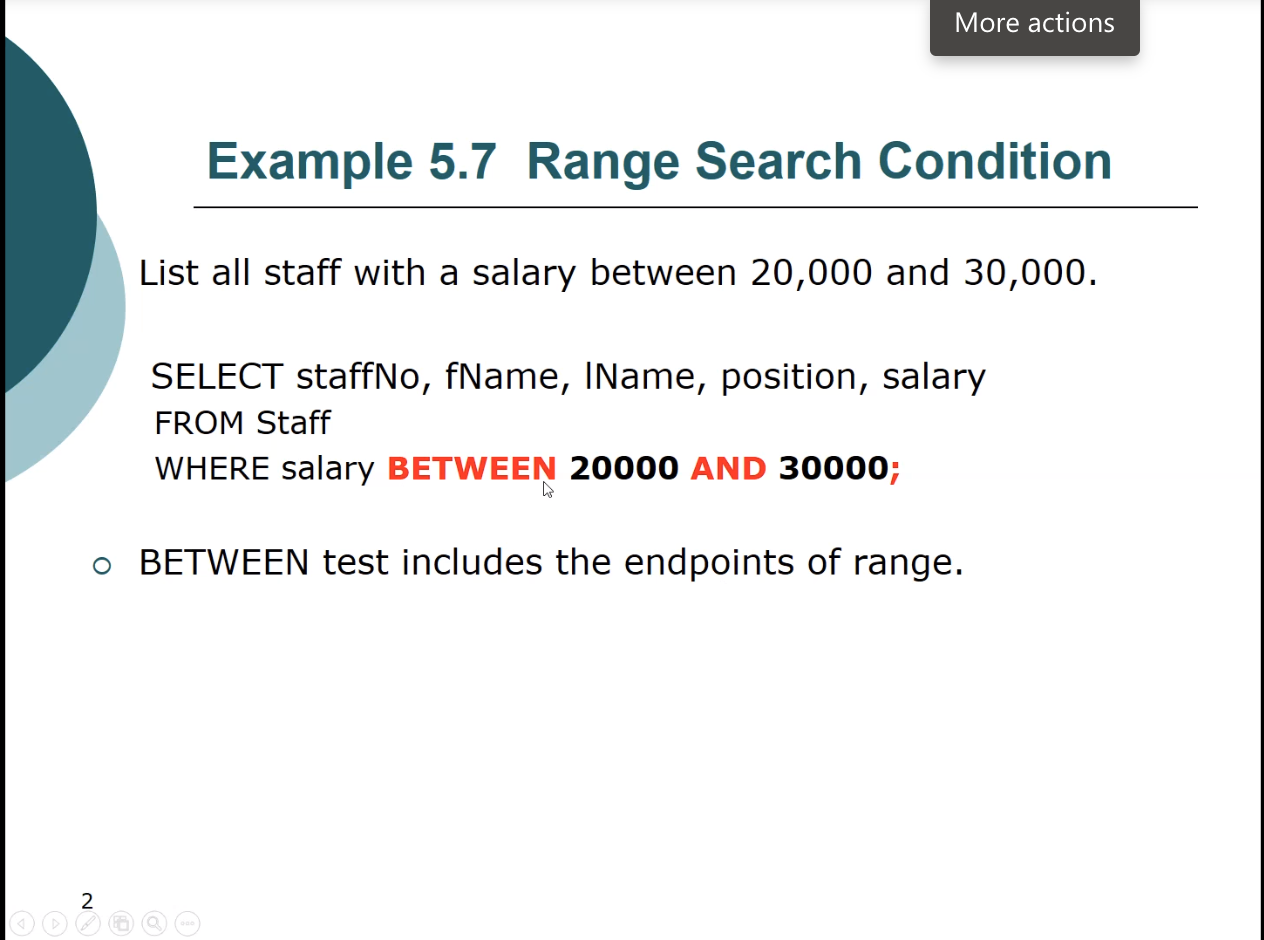 More actions
Example 5.7 Range Search Condition
List all staff with a salary between 20,000 and 30,000.
SELECT staffNo, fName, lName, position, salary
FROM Staff
WHERE salary BETWEEN 20000 AND 30000;
BETWEEN test includes the endpoints of range.
2